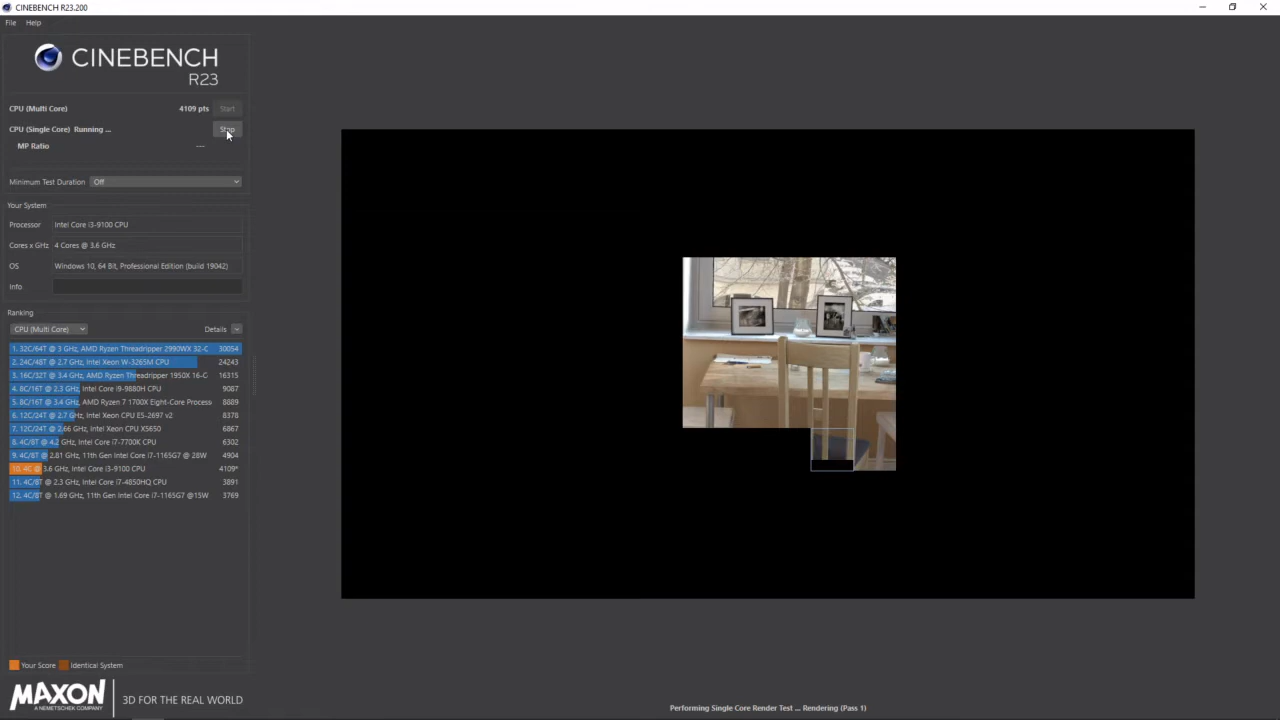 CINEBENCH R23.200
File Help
CINEBENCH
R23
CPU (Multi Core) 4109 pts Start
CPU (Single Core) Running ... Stop
MP Ratio ---
Minimum Test Duration Off
Your System
Processor Intel Core i3-9100 CPU
Cores x GHz 4 Cores @ 3.6 GHz
OS Windows 10, 64 Bit, Professional Edition (build 19042)
Info
Ranking
CPU (Multi Core) Details
1. 32C/64T @ 3 GHz, AMD Ryzen Threadripper 2990WX 32-C 30054
2. 24C/48T @ 2.7 GHz, Intel Xeon W-3265M CPU 24243
3. 16C/32T @ 3.4 GHz, AMD Ryzen Threadripper 1950X 16-C 16315
4. 8C/16T @ 2.3 GHz, Intel Core i9-9880H CPU 9087
5. 8C/16T @ 3.4 GHz, AMD Ryzen 7 1700X Eight-Core Process 8889
6. 12C/24T @ 2.7 GHz, Intel Xeon CPU E5-2697 v2 8378
7. 12C/24T @ 2.66 GHz, Intel Xeon CPU X5650 6867
8. 4C/8T @ 4.2 GHz, Intel Core i7-7700K CPU 6302
9. 4C/8T @ 2.81 GHz, 11th Gen Intel Core i7-1165G7 @ 28W 4904
10. 4C @ 3.6 GHz, Intel Core i3-9100 CPU 4109*
11. 4C/8T @ 2.3 GHz, Intel Core i7-4850HQ CPU 3891
12. 4C/8T @ 1.69 GHz, 11th Gen Intel Core i7-1165G7 @15W 3769
Your Score Identical System
MAXON
A NEMETSCHEK COMPANY
3D FOR THE REAL WORLD
Performing Single Core Render Test ... Rendering (Pass 1)